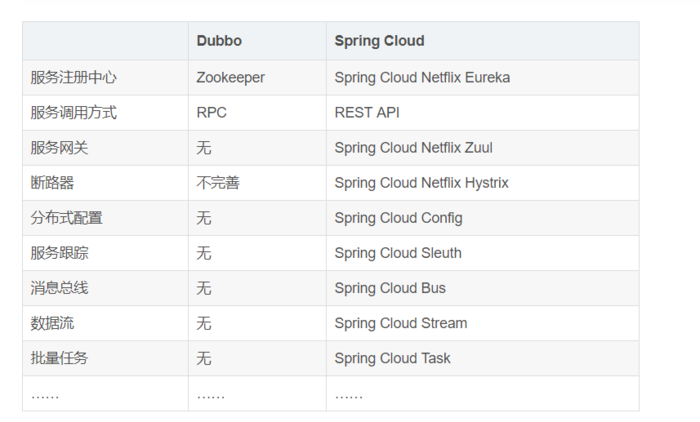 Dubbo Spring Cloud
服务注册中心 Zookeeper Spring Cloud Netflix Eureka
服务调用方式 RPC REST API
服务网关 无 Spring Cloud Netflix Zuul
断路器 不完善 Spring Cloud Netflix Hystrix
分布式配置 无 Spring Cloud Config
服务跟踪 无 Spring Cloud Sleuth
消息总线 无 Spring Cloud Bus
数据流 无 Spring Cloud Stream
批量任务 无 Spring Cloud Task
…… …… ……